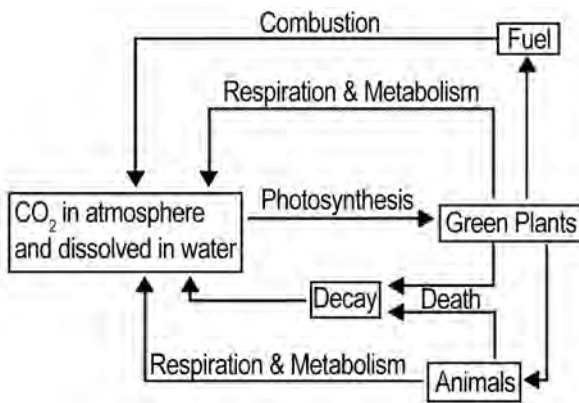 Combustion
Fuel
Respiration & Metabolism
CO₂ in atmosphere
and dissolved in water
Photosynthesis
Green Plants
Decay
Death
Respiration & Metabolism
Animals